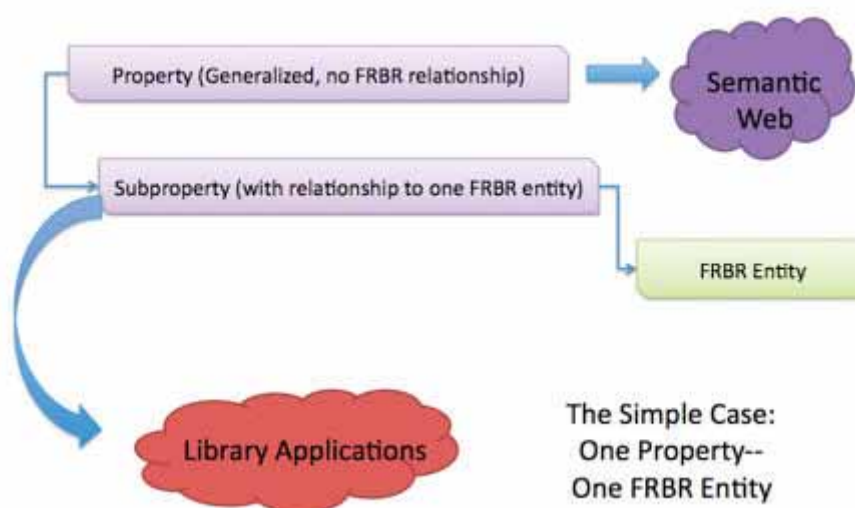 Property (Generalized, no FRBR relationship)
Semantic
Web
Subproperty (with relationship to one FRBR entity)
FRBR Entity
Library Applications
The Simple Case:
One Property--
One FRBR Entity